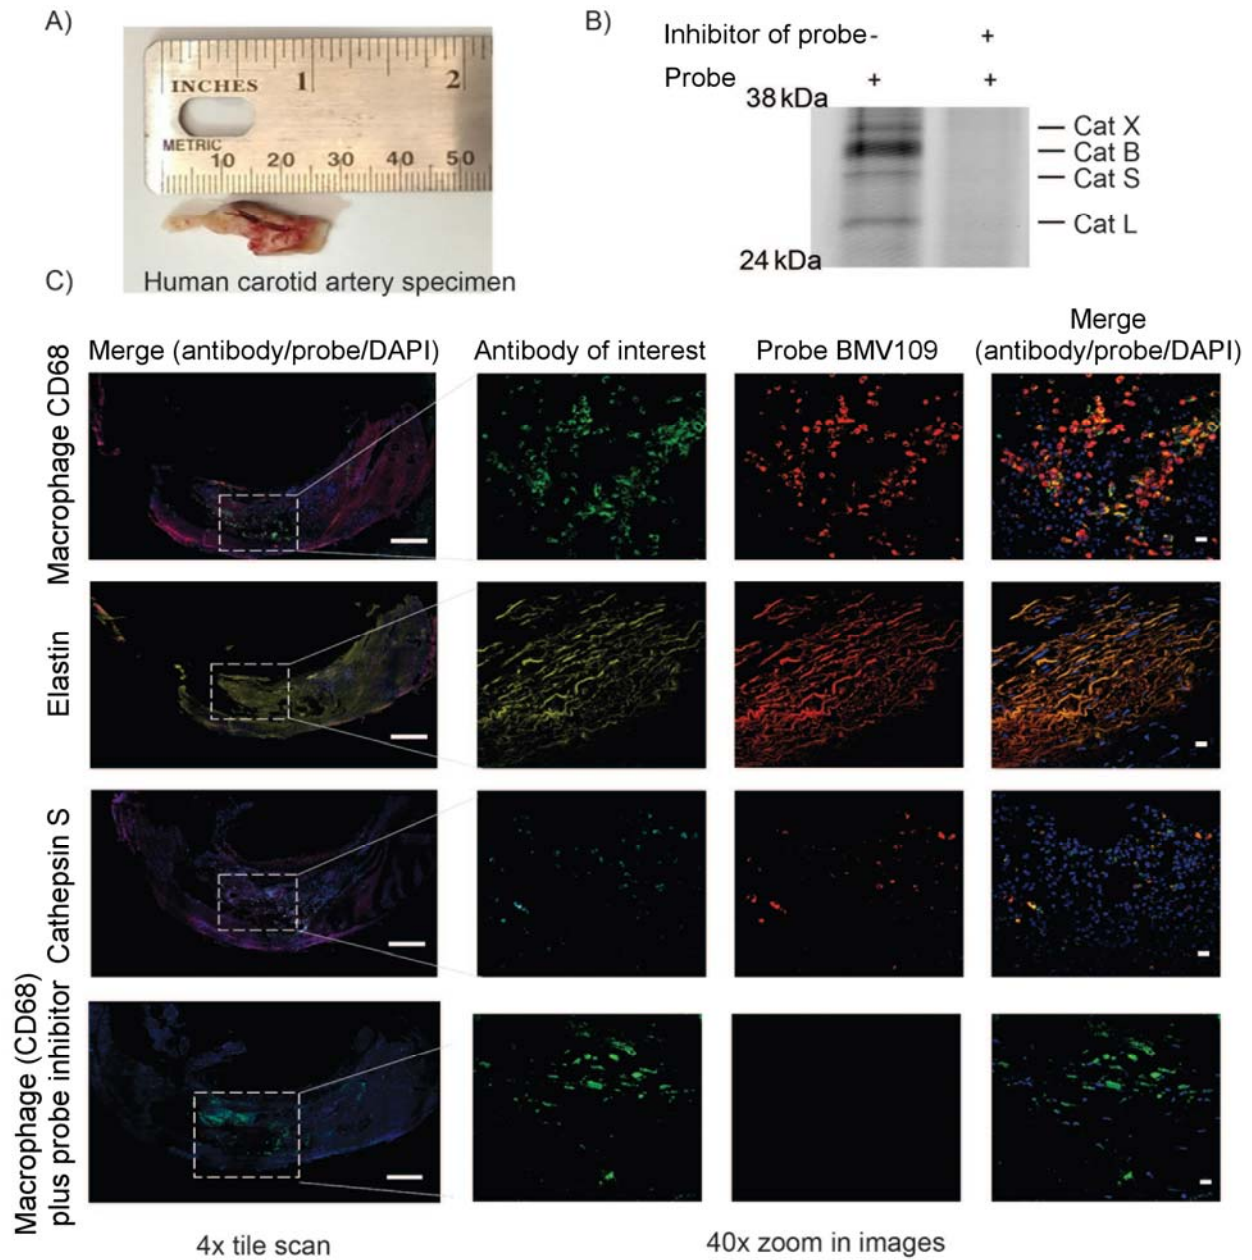 A)
INCHES 1 2
METRIC
10 20 30 40 50
Human carotid artery specimen
B)
Inhibitor of probe - +
Probe + +
38 kDa
Cat X
Cat B
Cat S
Cat L
24 kDa
C)
Merge (antibody/probe/DAPI)
Antibody of interest
Probe BMV109
Merge
(antibody/probe/DAPI)
Macrophage CD68
Elastin
Cathepsin S
Macrophage (CD68)
plus probe inhibitor
4x tile scan
40x zoom in images